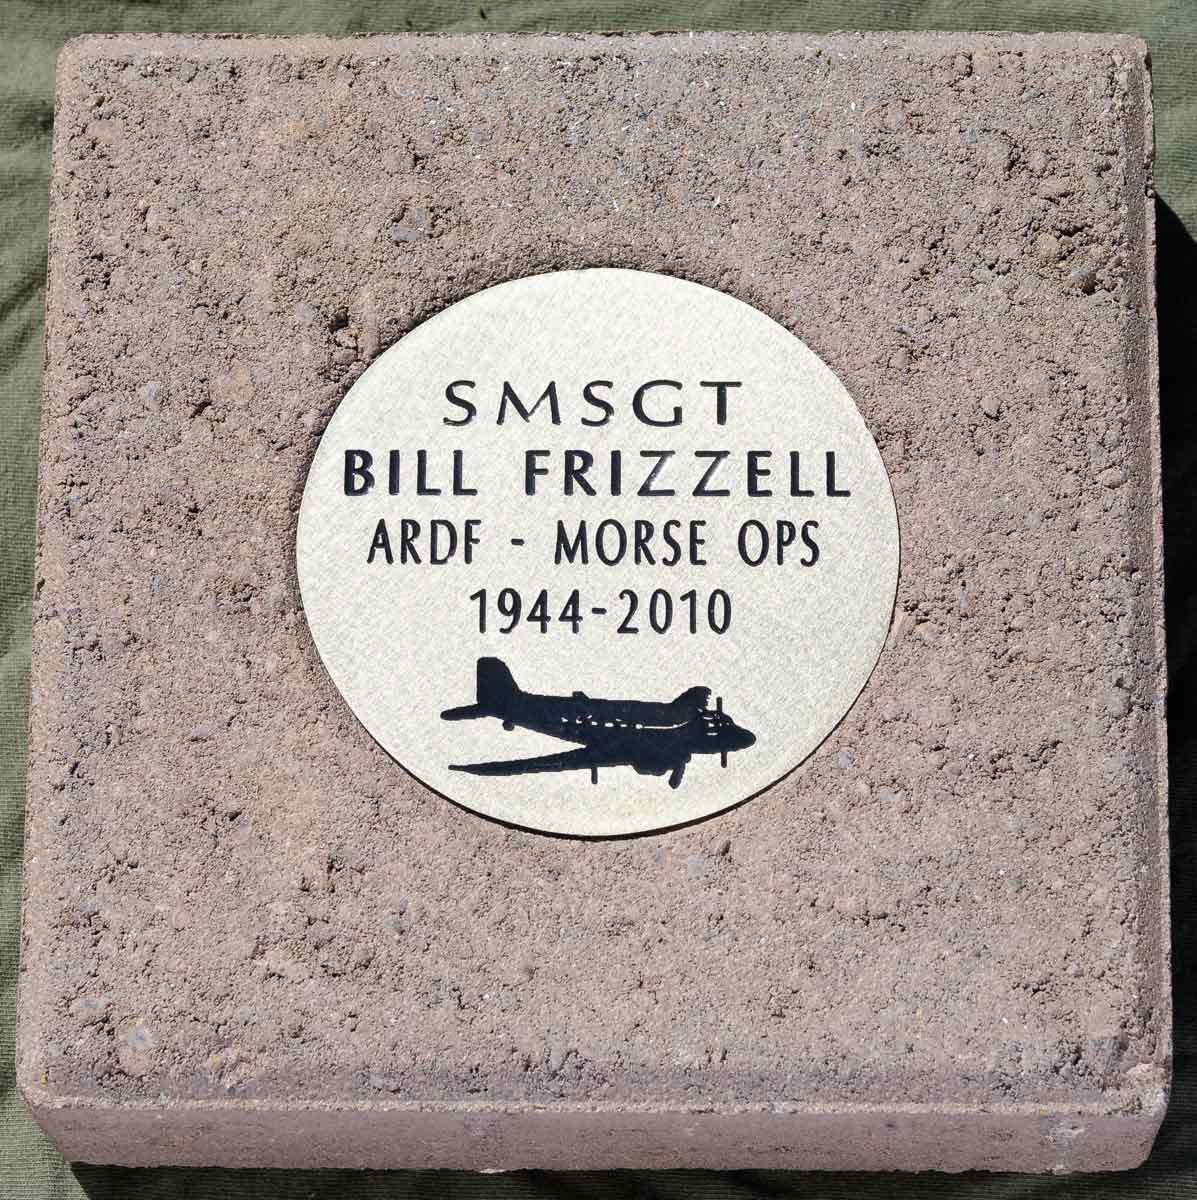 SMSGT
BILL FRIZZELL
ARDF - MORSE OPS
1944-2010